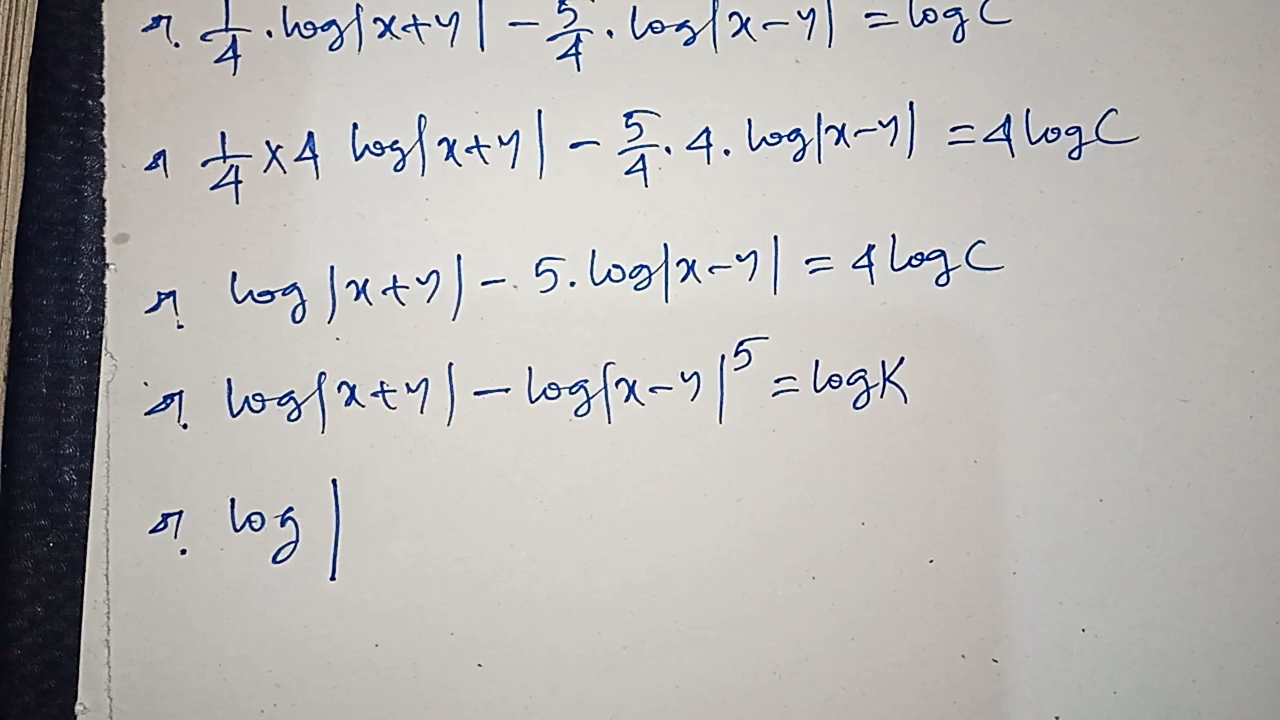 বা, 1/4 . log|x+y| - 5/4 . log|x-y| = log C
বা 1/4 × 4 log|x+y| - 5/4 . 4 . log|x-y| = 4 log C
বা, log|x+y| - 5 . log|x-y| = 4 log C
বা, log|x+y| - log|x-y|⁵ = log K
বা, log |